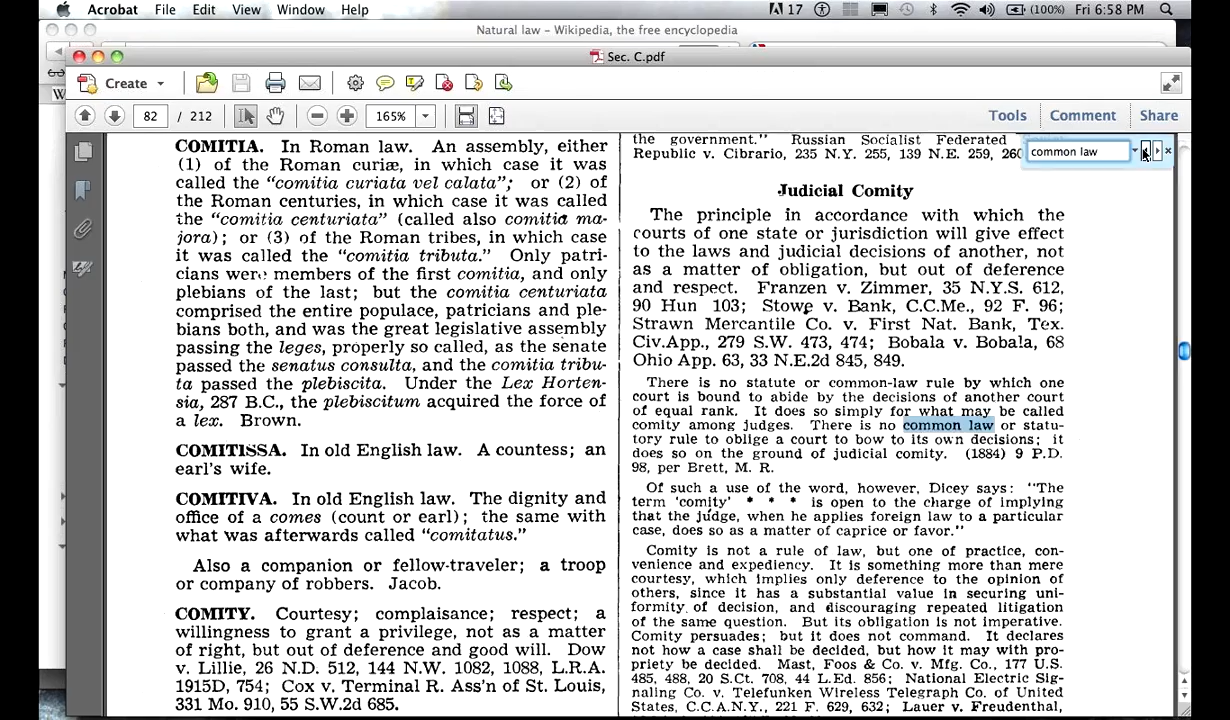 Acrobat File Edit View Window Help
17 (100%) Fri 6:58 PM
Natural law – Wikipedia, the free encyclopedia
Sec. C.pdf
Create
82 / 212 165% Tools Comment Share
COMITIA. In Roman law. An assembly, either
(1) of the Roman curiæ, in which case it was
called the "comitia curiata vel calata"; or (2) of
the Roman centuries, in which case it was called
the "comitia centuriata" (called also comitia ma-
jora); or (3) of the Roman tribes, in which case
it was called the "comitia tributa." Only patri-
cians were members of the first comitia, and only
plebians of the last; but the comitia centuriata
comprised the entire populace, patricians and ple-
bians both, and was the great legislative assembly
passing the leges, properly so called, as the senate
passed the senatus consulta, and the comitia tribu-
ta passed the plebiscita. Under the Lex Horten-
sia, 287 B.C., the plebiscitum acquired the force of
a lex. Brown.
COMITISSA. In old English law. A countess; an
earl's wife.
COMITIVA. In old English law. The dignity and
office of a comes (count or earl); the same with
what was afterwards called "comitatus."
Also a companion or fellow-traveler; a troop
or company of robbers. Jacob.
COMITY. Courtesy; complaisance; respect; a
willingness to grant a privilege, not as a matter
of right, but out of deference and good will. Dow
v. Lillie, 26 N.D. 512, 144 N.W. 1082, 1088, L.R.A.
1915D, 754; Cox v. Terminal R. Ass'n of St. Louis,
331 Mo. 910, 55 S.W.2d 685.
the government." Russian Socialist Federated
Republic v. Cibrario, 235 N.Y. 255, 139 N.E. 259, 260
common law
Judicial Comity
The principle in accordance with which the
courts of one state or jurisdiction will give effect
to the laws and judicial decisions of another, not
as a matter of obligation, but out of deference
and respect. Franzen v. Zimmer, 35 N.Y.S. 612,
90 Hun 103; Stowe v. Bank, C.C.Me., 92 F. 96;
Strawn Mercantile Co. v. First Nat. Bank, Tex.
Civ.App., 279 S.W. 473, 474; Bobala v. Bobala, 68
Ohio App. 63, 33 N.E.2d 845, 849.
There is no statute or common-law rule by which one
court is bound to abide by the decisions of another court
of equal rank. It does so simply for what may be called
comity among judges. There is no common law or statu-
tory rule to oblige a court to bow to its own decisions; it
does so on the ground of judicial comity. (1884) 9 P.D.
98, per Brett, M. R.
Of such a use of the word, however, Dicey says: "The
term 'comity' * * * is open to the charge of implying
that the judge, when he applies foreign law to a particular
case, does so as a matter of caprice or favor."
Comity is not a rule of law, but one of practice, con-
venience and expediency. It is something more than mere
courtesy, which implies only deference to the opinion of
others, since it has a substantial value in securing uni-
formity of decision, and discouraging repeated litigation
of the same question. But its obligation is not imperative.
Comity persuades; but it does not command. It declares
not how a case shall be decided, but how it may with pro-
priety be decided. Mast, Foos & Co. v. Mfg. Co., 177 U.S.
485, 488, 20 S.Ct. 708, 44 L.Ed. 856; National Electric Sig-
naling Co. v. Telefunken Wireless Telegraph Co. of United
States, C.C.A.N.Y., 221 F. 629, 632; Lauer v. Freudenthal,